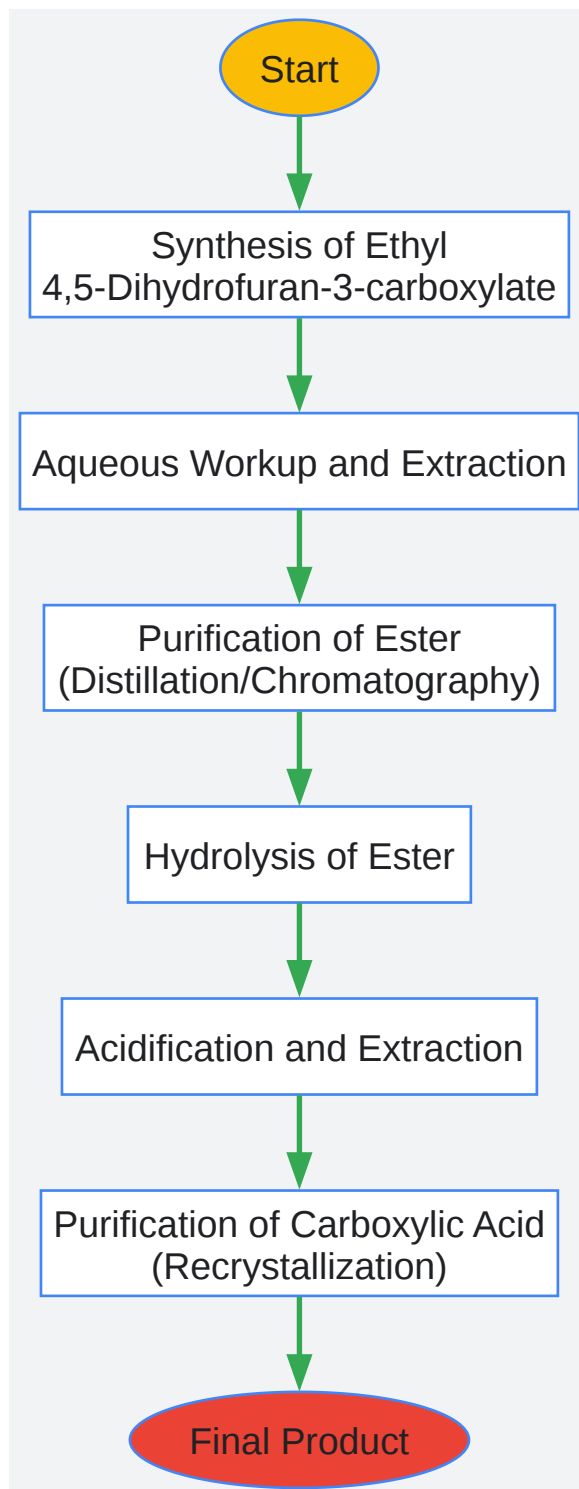 Start
Synthesis of Ethyl
4,5-Dihydrofuran-3-carboxylate
Aqueous Workup and Extraction
Purification of Ester
(Distillation/Chromatography)
Hydrolysis of Ester
Acidification and Extraction
Purification of Carboxylic Acid
(Recrystallization)
Final Product